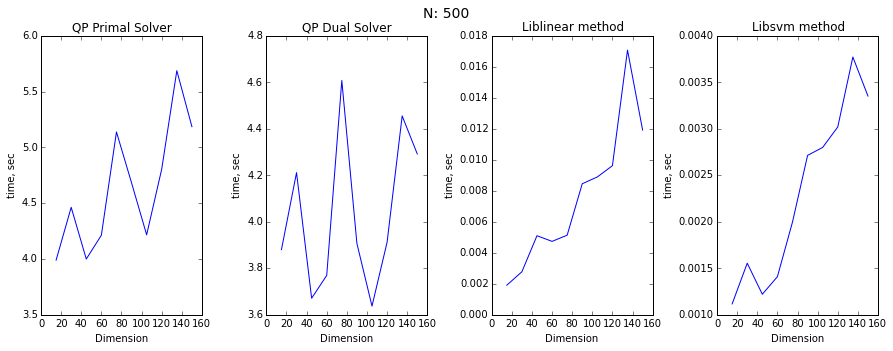 N: 500
QP Primal Solver
6.0
5.5
5.0
4.5
4.0
3.5
time, sec
0 20 40 60 80 100 120 140 160
Dimension
QP Dual Solver
4.8
4.6
4.4
4.2
4.0
3.8
3.6
time, sec
0 20 40 60 80 100 120 140 160
Dimension
Liblinear method
0.018
0.016
0.014
0.012
0.010
0.008
0.006
0.004
0.002
0.000
time, sec
0 20 40 60 80 100 120 140 160
Dimension
Libsvm method
0.0040
0.0035
0.0030
0.0025
0.0020
0.0015
0.0010
time, sec
0 20 40 60 80 100 120 140 160
Dimension